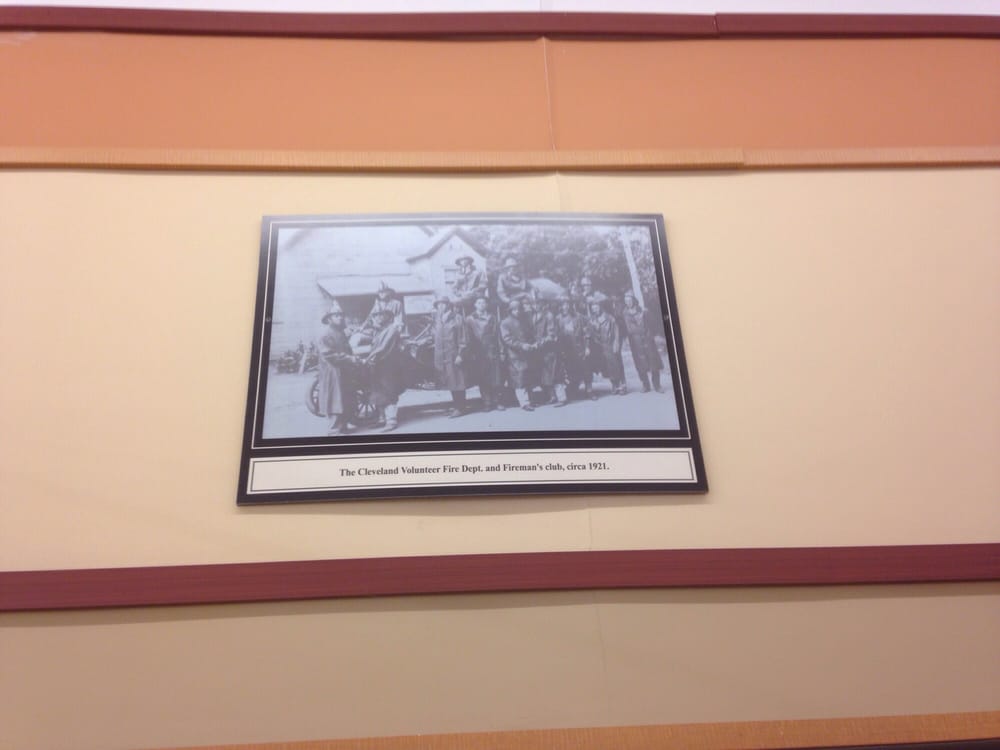 The Cleveland Volunteer Fire Dept. and Fireman's club, circa 1921.